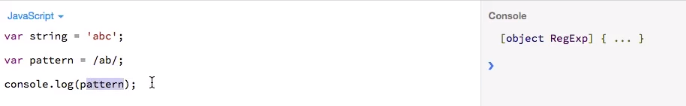 JavaScript
Console
var string = 'abc';
[object RegExp] { ... }
var pattern = /ab/;
console.log(pattern);